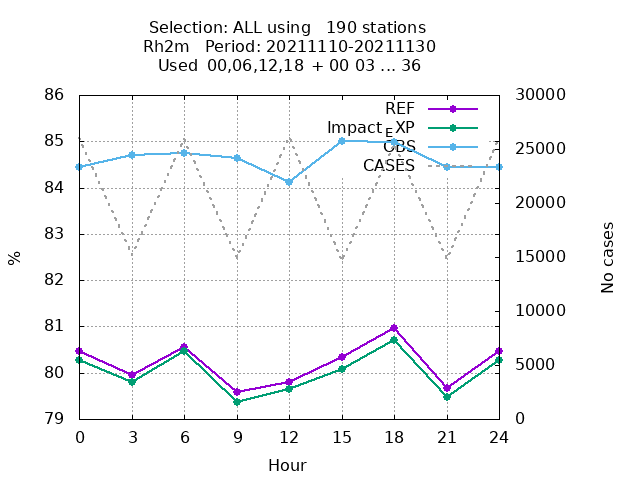 Selection: ALL using   190 stations
Rh2m   Period: 20211110-20211130
Used  00,06,12,18  + 00 03 ... 36
86
85
84
83
82
81
80
79
30000
25000
20000
15000
10000
5000
0
REF
Impact_EXP
OBS
CASES
%
No cases
0 3 6 9 12 15 18 21 24
Hour